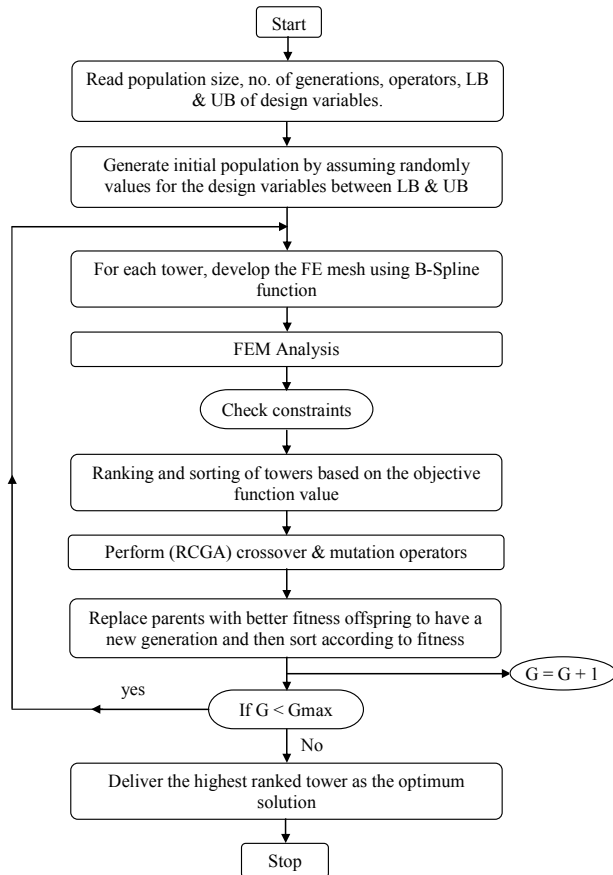 Start
Read population size, no. of generations, operators, LB
& UB of design variables.
Generate initial population by assuming randomly
values for the design variables between LB & UB
For each tower, develop the FE mesh using B-Spline
function
FEM Analysis
Check constraints
Ranking and sorting of towers based on the objective
function value
Perform (RCGA) crossover & mutation operators
Replace parents with better fitness offspring to have a
new generation and then sort according to fitness
G = G + 1
yes
If G < Gmax
No
Deliver the highest ranked tower as the optimum
solution
Stop